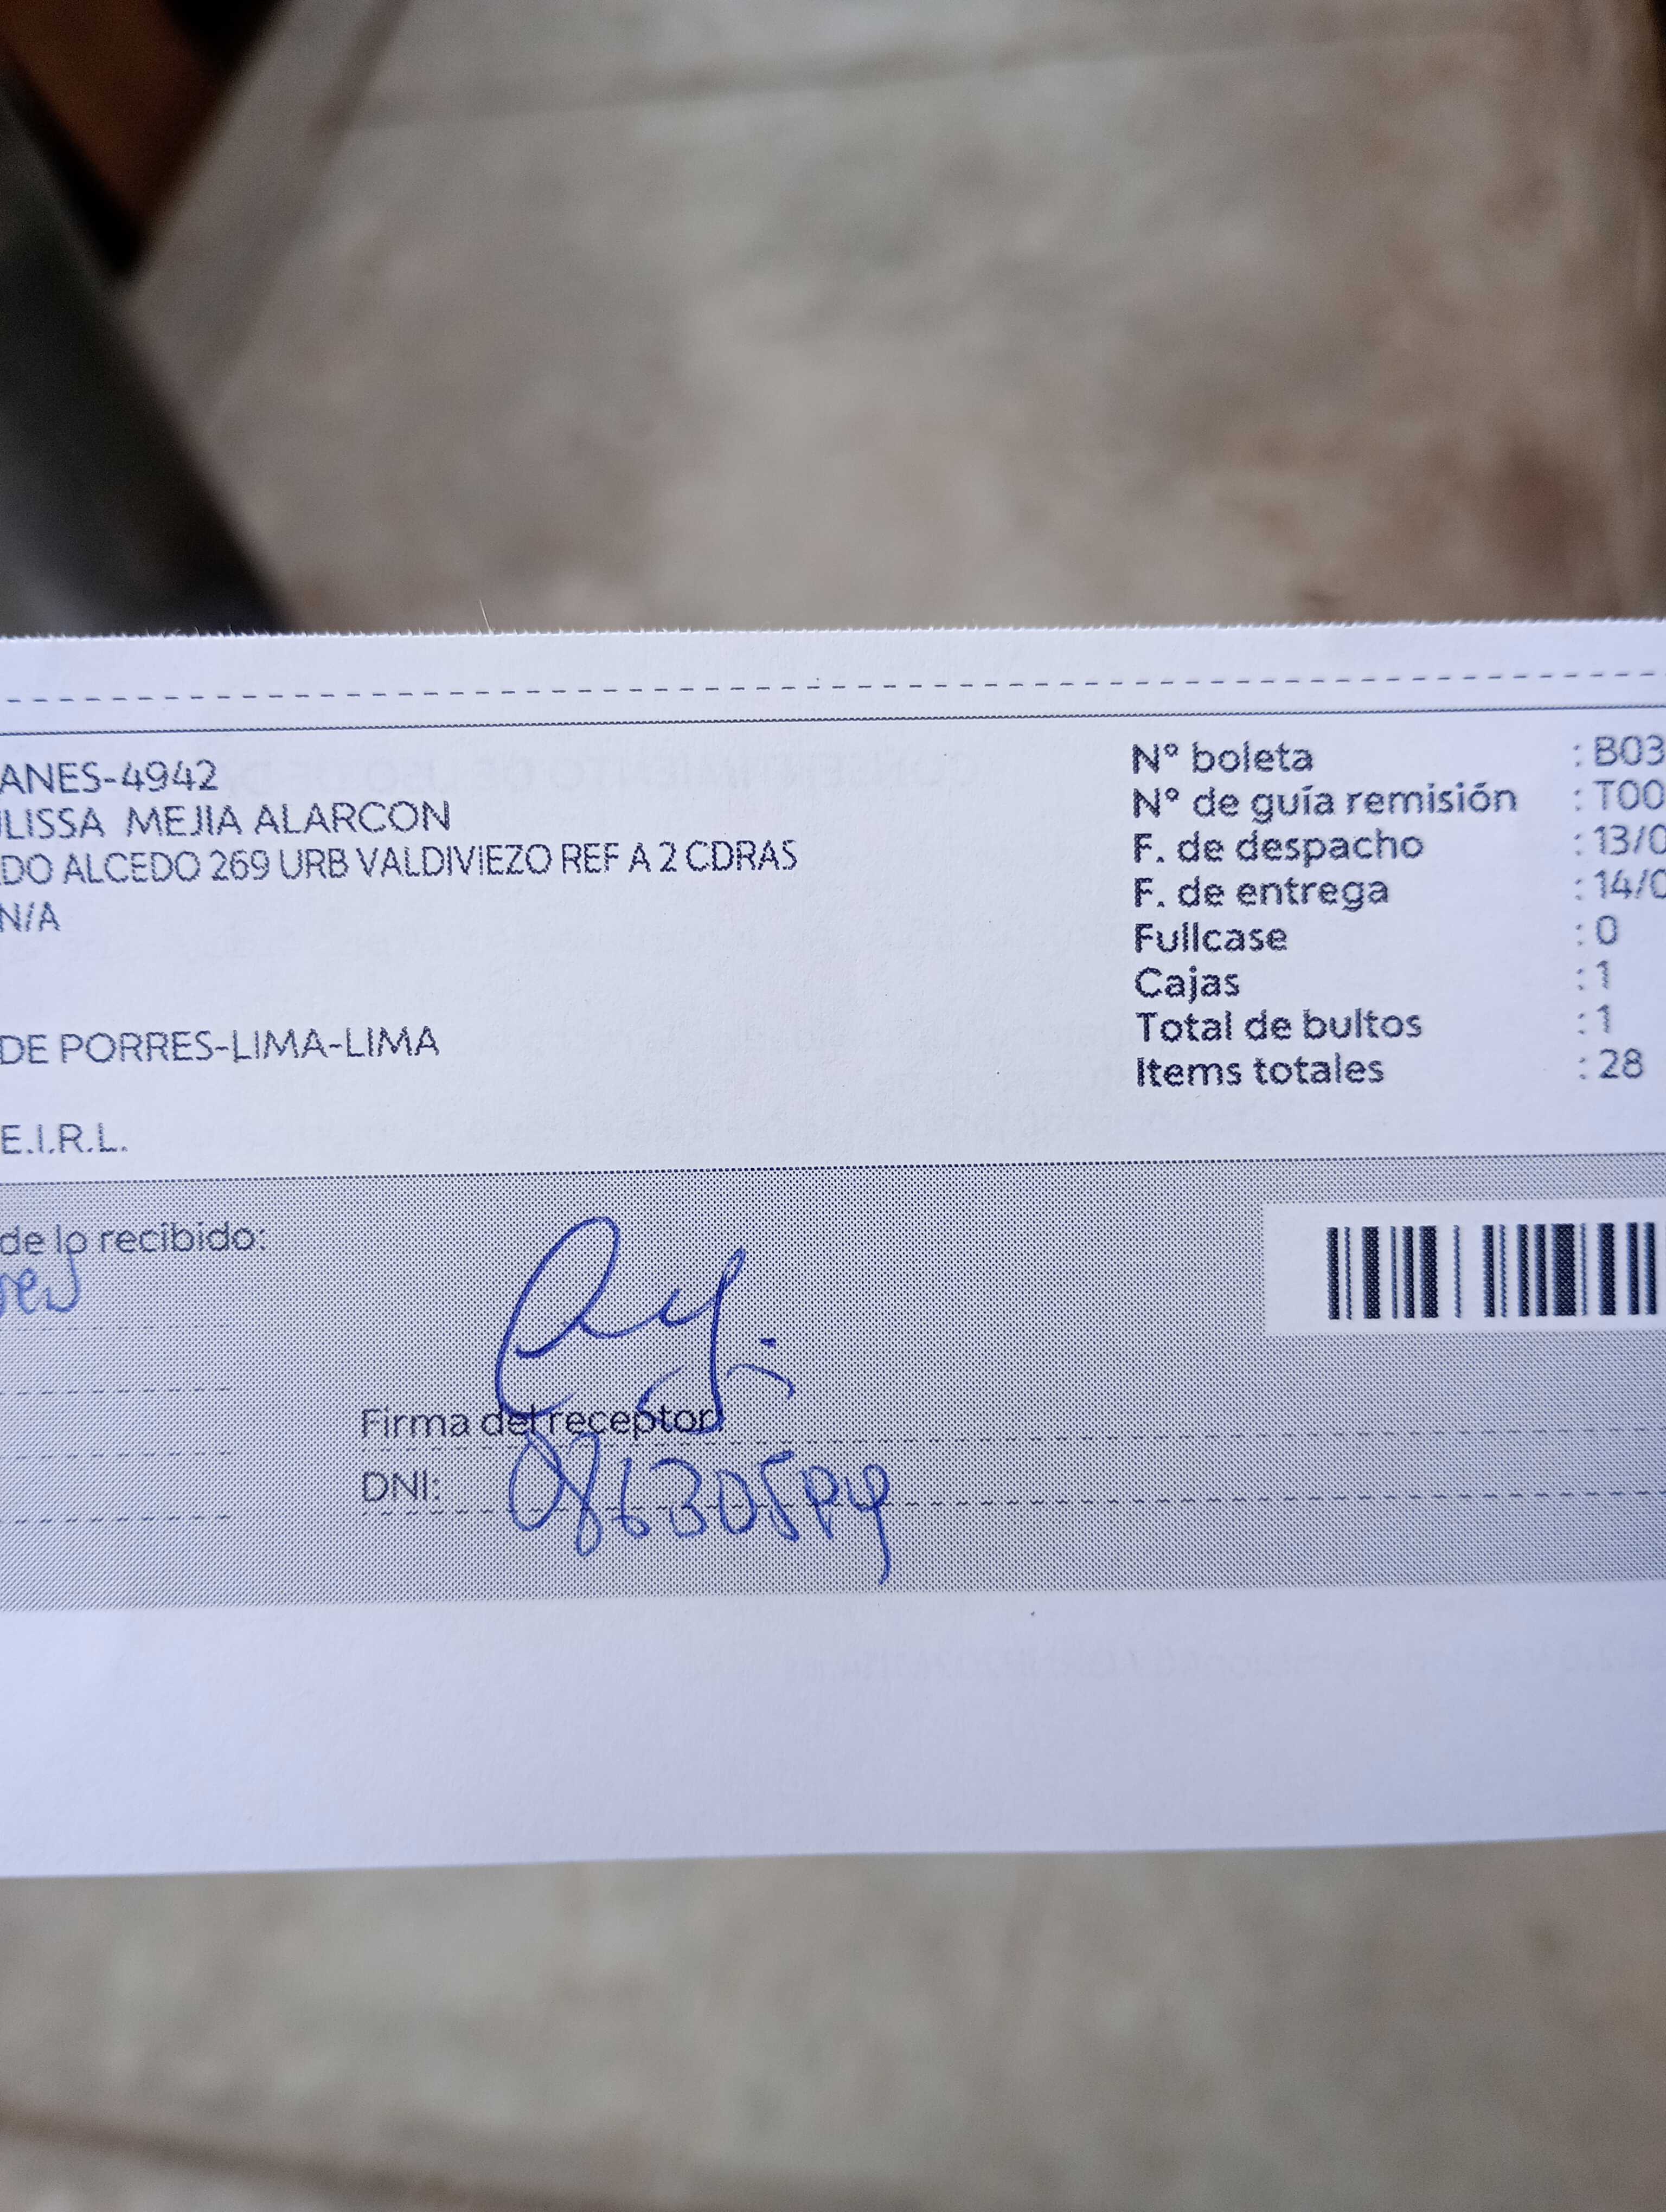 ANES-4942
LISSA MEJIA ALARCON
DO ALCEDO 269 URB VALDIVIEZO REF A 2 CDRAS
N/A
DE PORRES-LIMA-LIMA
E.I.R.L.
N° boleta : B03
N° de guía remisión : T00
F. de despacho : 13/0
F. de entrega : 14/0
Fullcase : 0
Cajas : 1
Total de bultos : 1
Items totales : 28
de lo recibido:
Firma del receptor:
DNI: